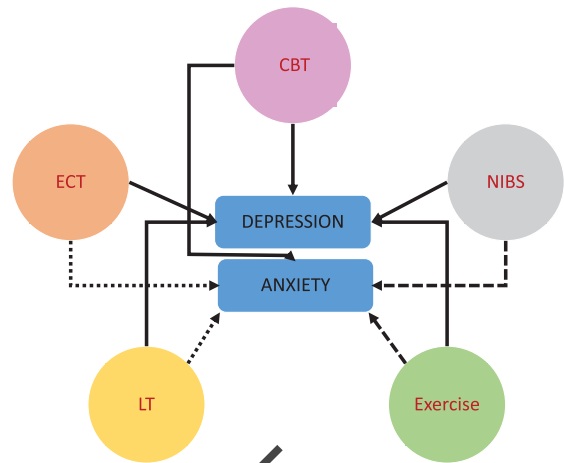 CBT
ECT
NIBS
DEPRESSION
ANXIETY
LT
Exercise